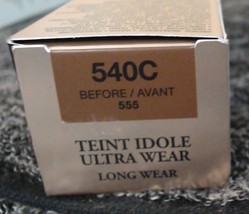 540C
BEFORE / AVANT
555
TEINT IDOLE
ULTRA WEAR
LONG WEAR